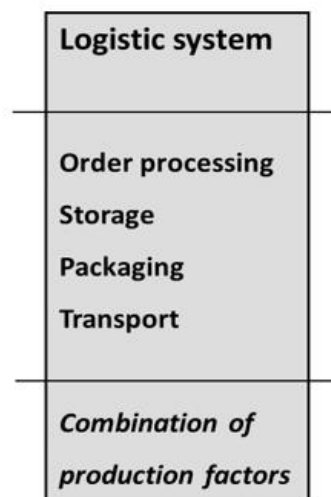 Logistic system
Order processing
Storage
Packaging
Transport
Combination of
production factors